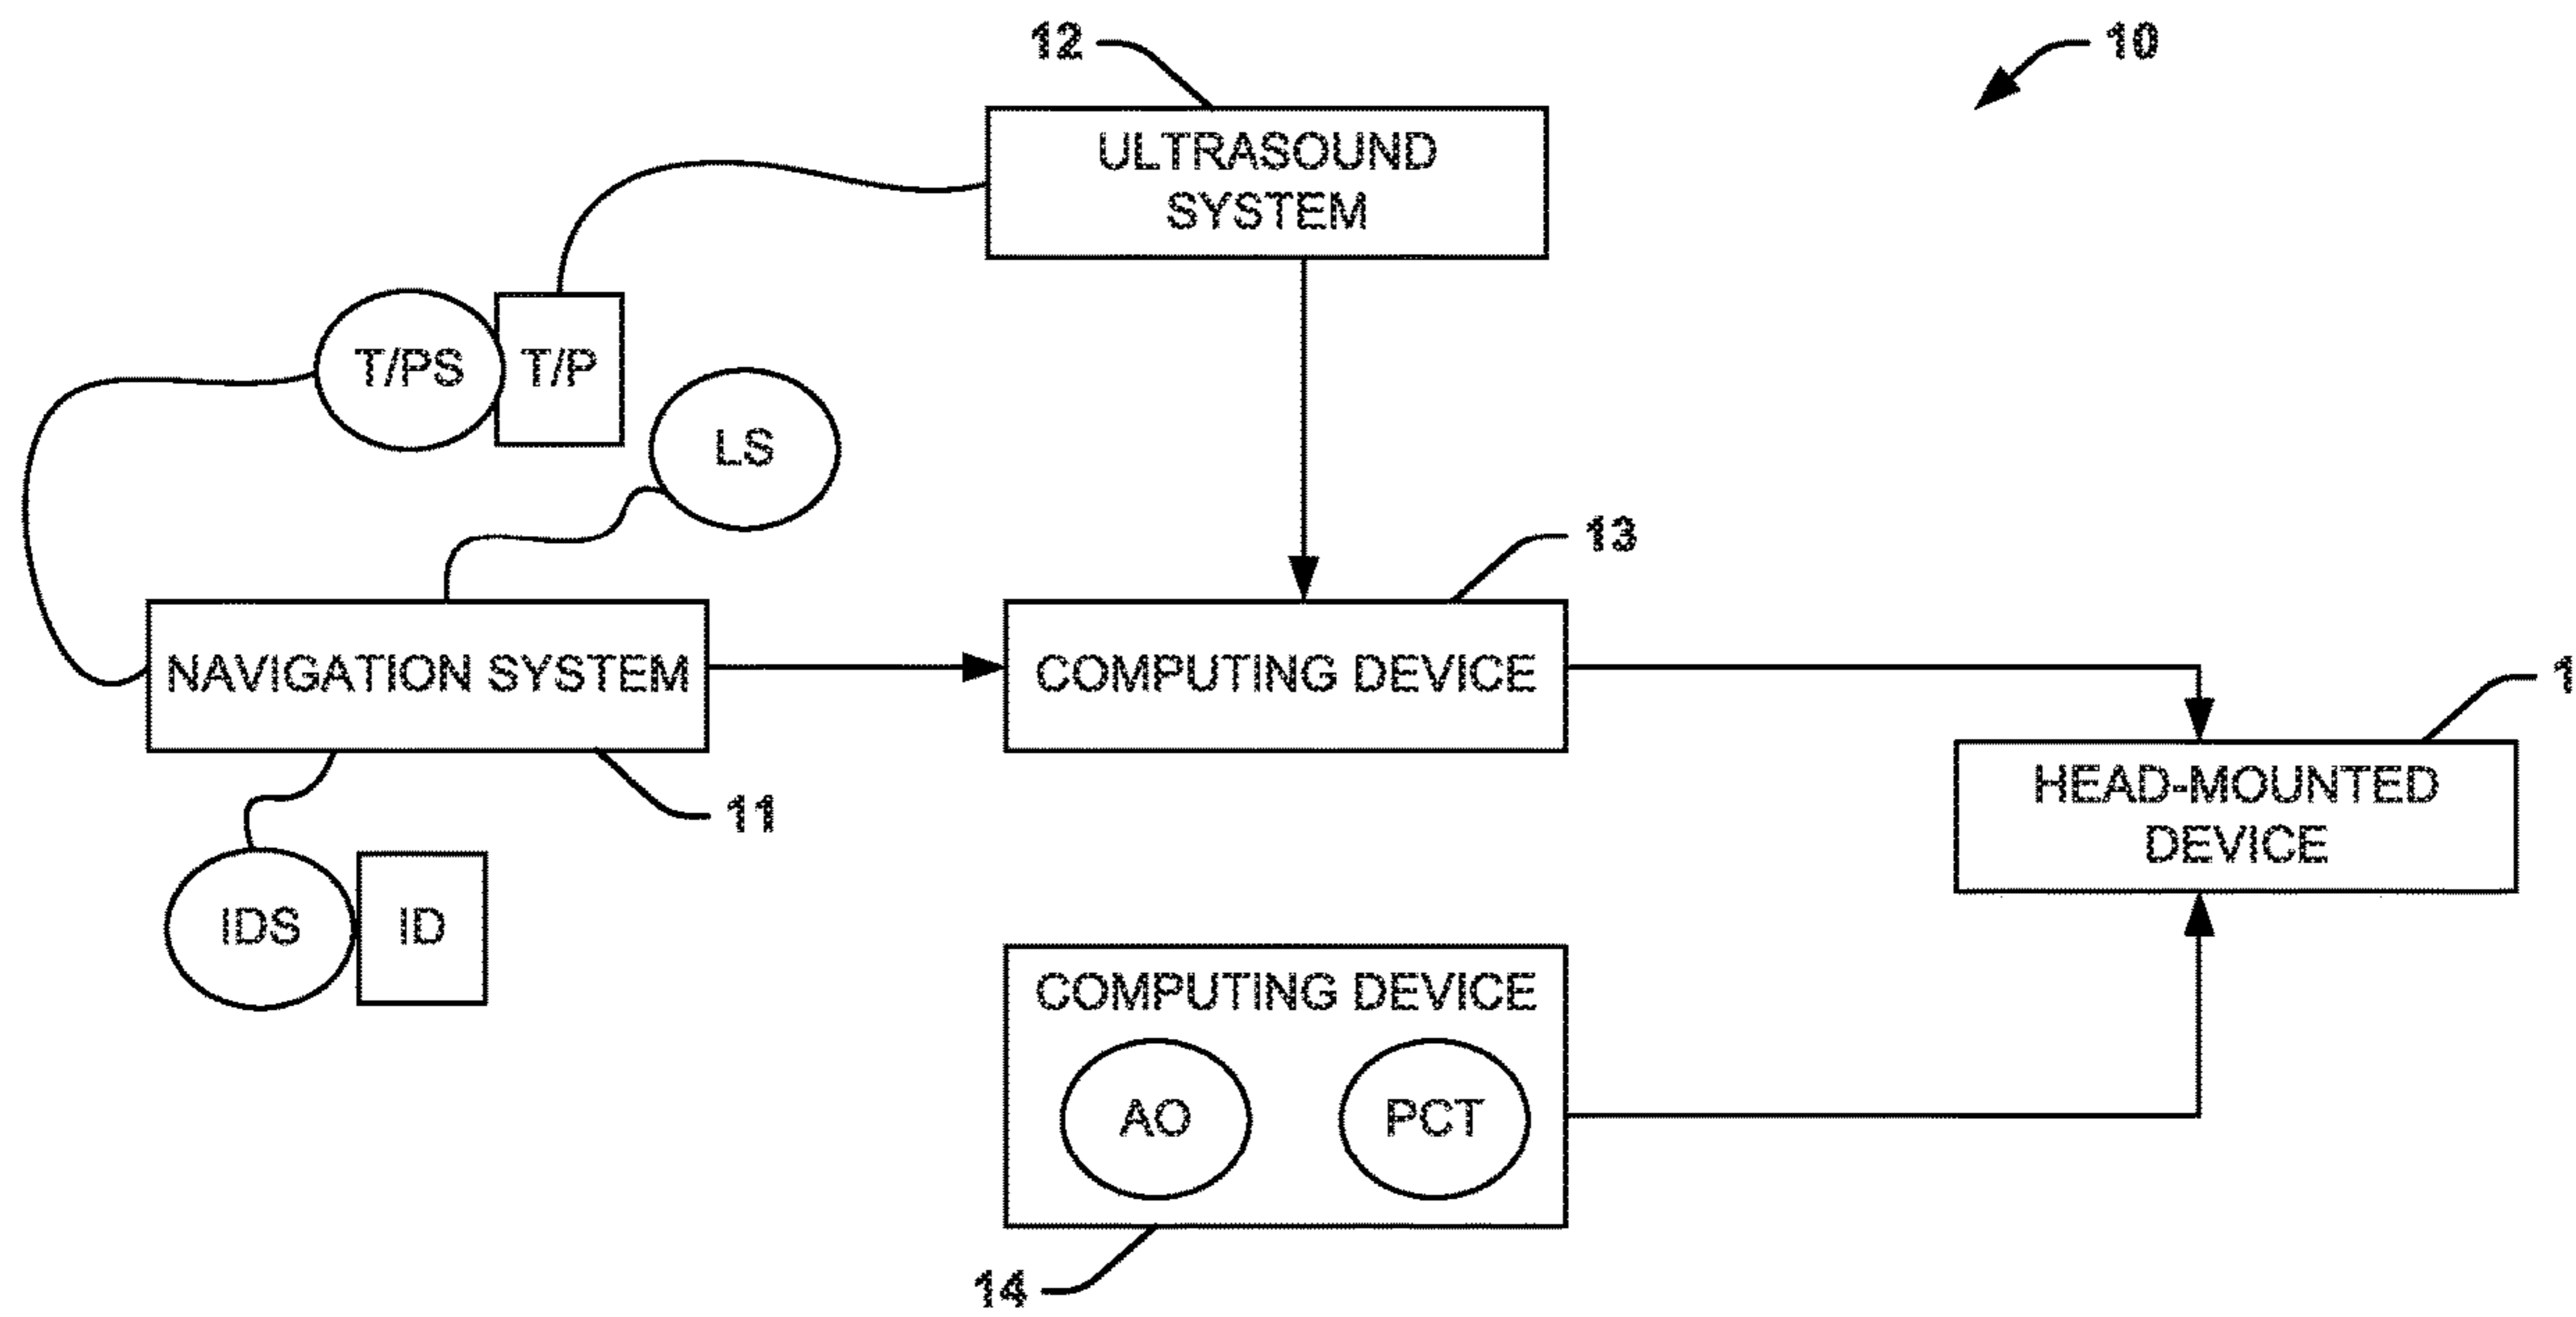 12
10
ULTRASOUND
SYSTEM
T/PS
T/P
LS
13
NAVIGATION SYSTEM
COMPUTING DEVICE
1
11
HEAD-MOUNTED
DEVICE
IDS
ID
COMPUTING DEVICE
AO
PCT
14